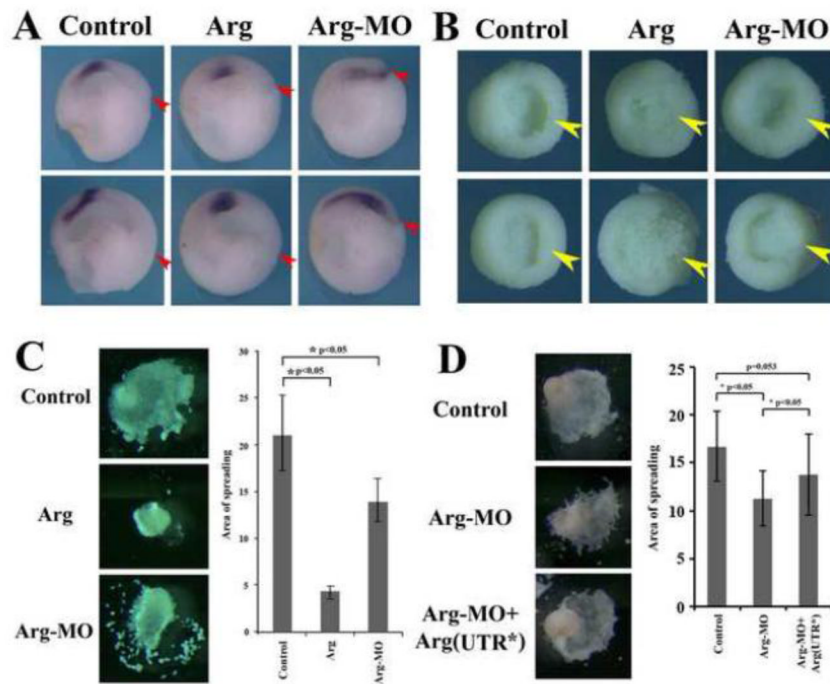 A Control Arg Arg-MO
B Control Arg Arg-MO
C
Control
Arg
Arg-MO
Area of spreading
30
25
20
15
10
5
0
* p<0.05
* p<0.05
Control
Arg
Arg-MO
D
Control
Arg-MO
Arg-MO+
Arg(UTR*)
Area of spreading
25
20
15
10
5
0
p=0.053
* p<0.05
* p<0.05
Control
Arg-MO
Arg-MO+
Arg(UTR*)